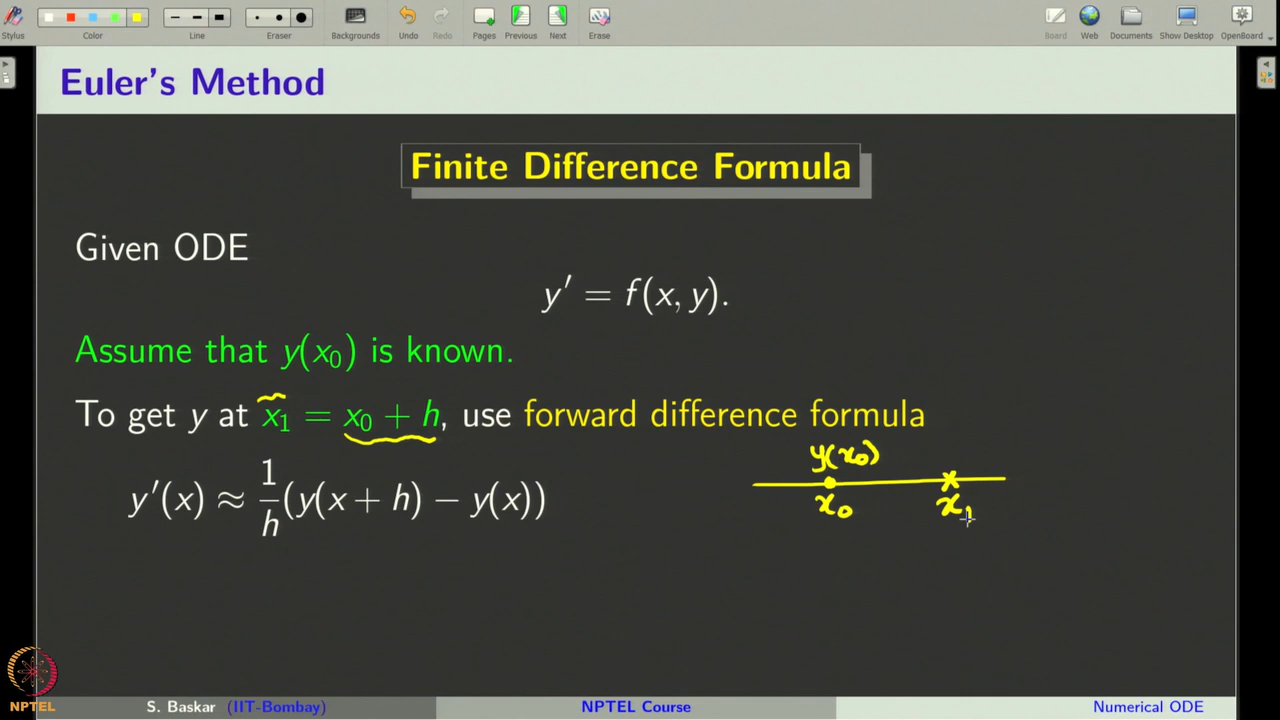 Stylus Color Line Eraser Backgrounds Undo Redo Pages Previous Next Erase Board Web Documents Show Desktop OpenBoard
Euler's Method
Finite Difference Formula
Given ODE
y′ = f(x, y).
Assume that y(x₀) is known.
To get y at x₁ = x₀ + h, use forward difference formula
y′(x) ≈ 1/h (y(x + h) − y(x))
y(x₀)
x₀ x₁
NPTEL
S. Baskar (IIT-Bombay) NPTEL Course Numerical ODE